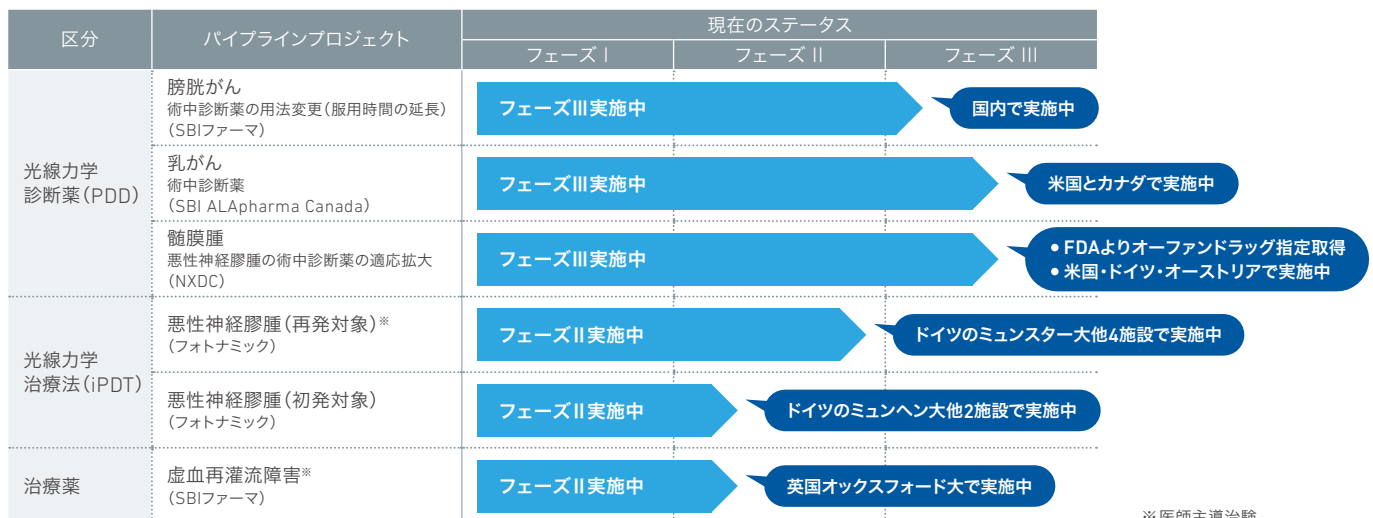 区分
パイプラインプロジェクト
現在のステータス
フェーズ I
フェーズ II
フェーズ III
光線力学
診断薬(PDD)
膀胱がん
術中診断薬の用法変更(服用時間の延長)
(SBIファーマ)
フェーズIII実施中
国内で実施中
乳がん
術中診断薬
(SBI ALApharma Canada)
フェーズIII実施中
米国とカナダで実施中
髄膜腫
悪性神経膠腫の術中診断薬の適応拡大
(NXDC)
フェーズIII実施中
• FDAよりオーファンドラッグ指定取得
• 米国・ドイツ・オーストリアで実施中
光線力学
治療法(iPDT)
悪性神経膠腫(再発対象)※
(フォトナミック)
フェーズII実施中
ドイツのミュンスター大他4施設で実施中
悪性神経膠腫(初発対象)
(フォトナミック)
フェーズII実施中
ドイツのミュンヘン大他2施設で実施中
治療薬
虚血再灌流障害※
(SBIファーマ)
フェーズII実施中
英国オックスフォード大で実施中
※医師主導治験